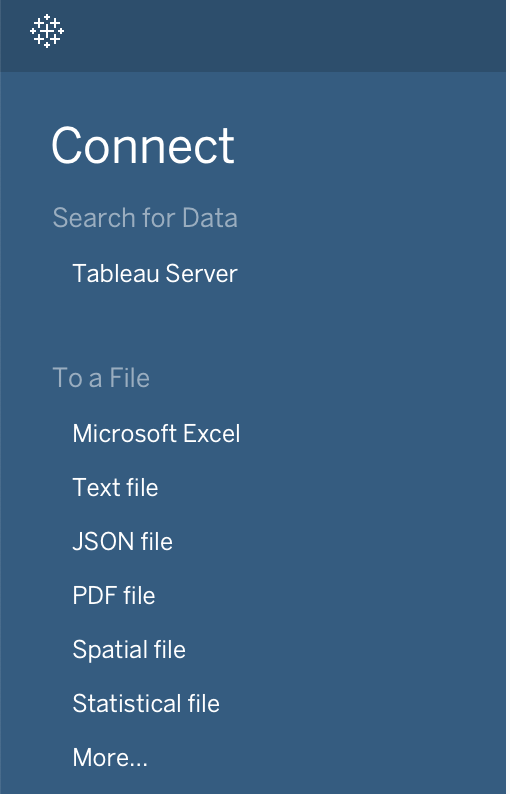 Connect
Search for Data
Tableau Server
To a File
Microsoft Excel
Text file
JSON file
PDF file
Spatial file
Statistical file
More...